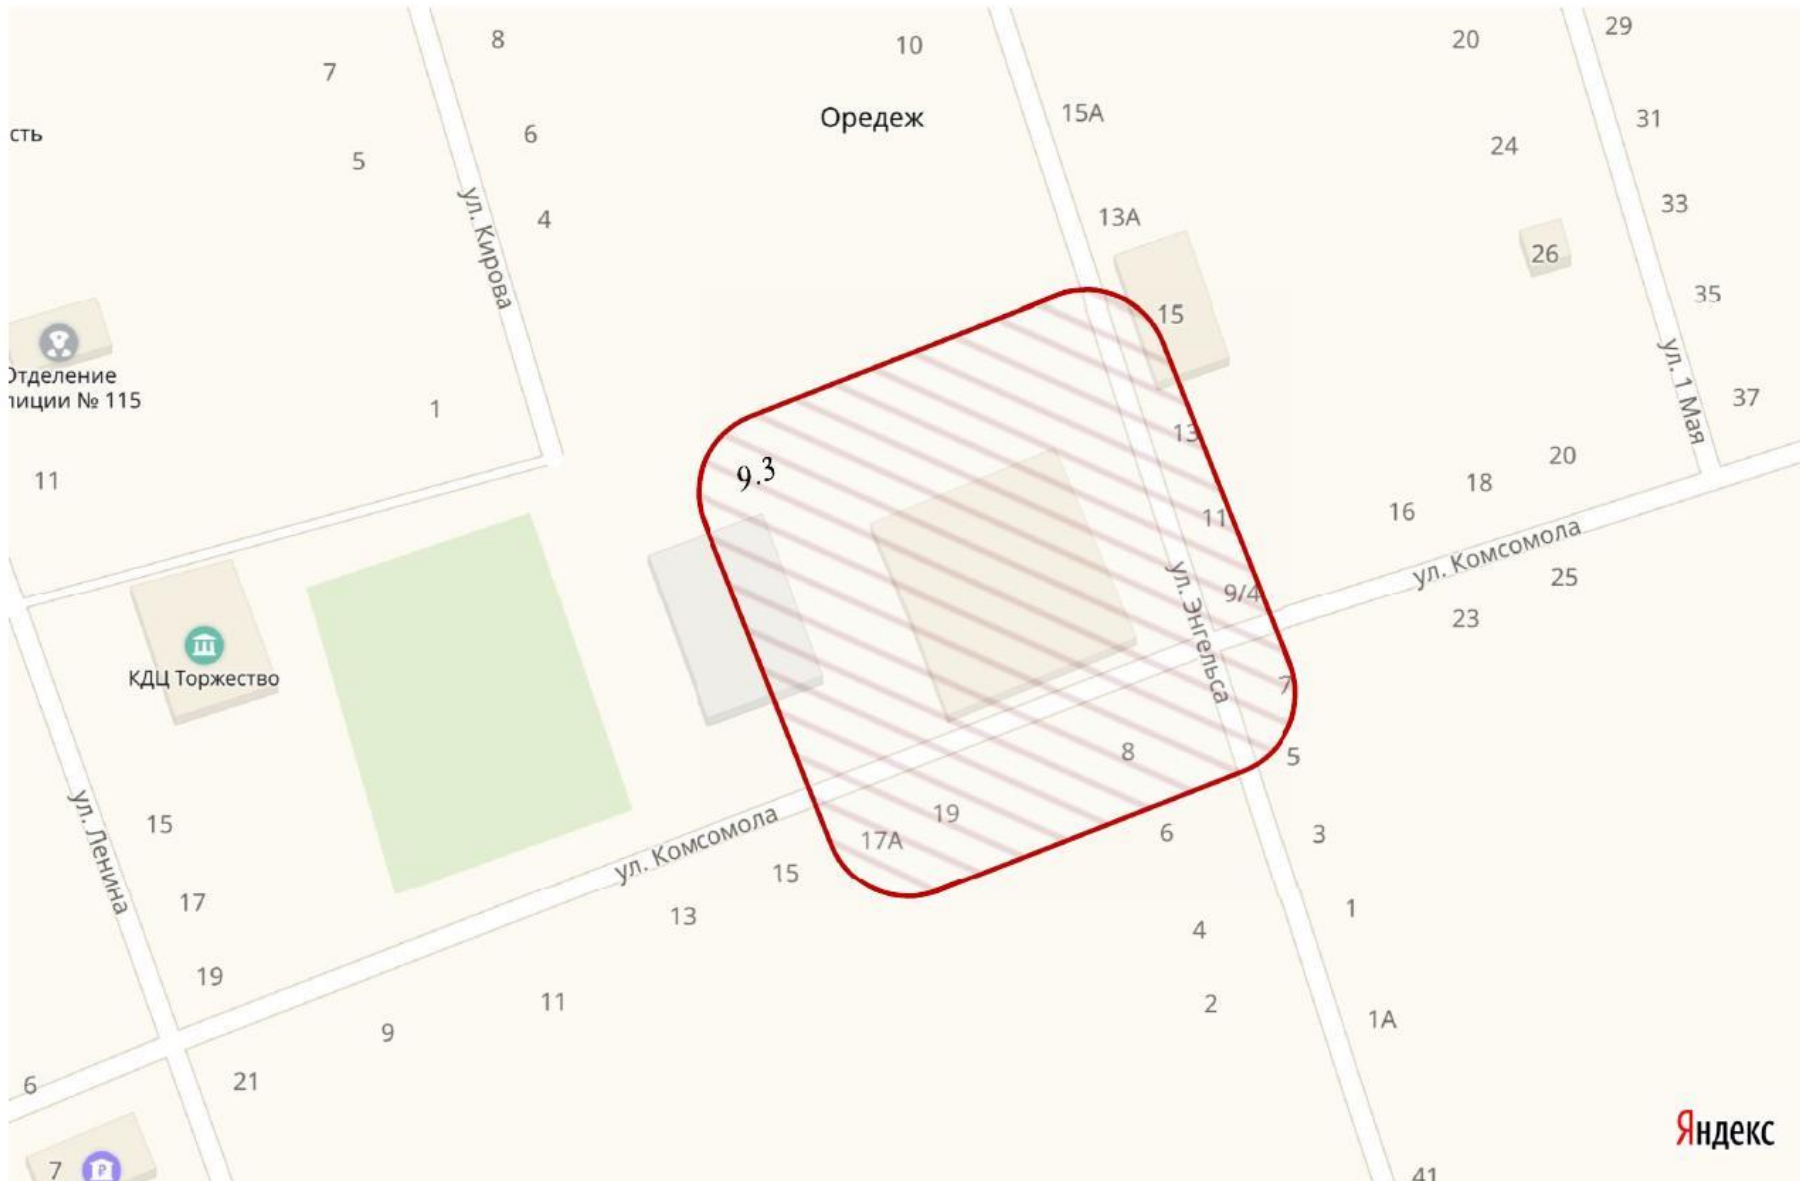 8
29
20
10
7
Оредеж
15А
31
сть
6
24
5
33
13А
4
ул. Кирова
26
35
15
ул. 1 Мая
Отделение
лиции № 115
37
1
13
20
9.3
11
18
16
11
ул. Комсомола
25
9/4
23
ул. Энгельса
КДЦ Торжество
7
8
5
19
15
ул. Ленина
ул. Комсомола
17А
6
3
15
17
13
1
4
19
11
2
1А
9
21
6
Яндекс
7
41